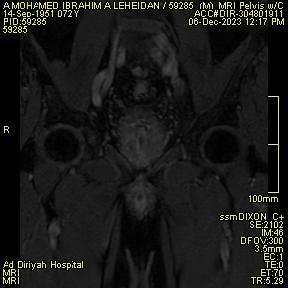 A MOHAMED IBRAHIM A LEHEIDAN / 59285 (M) MRI Pelvis w/C
14-Sep-1951 072Y
ACC#DIR-304801911
PID:59285
06-Dec-2023 12:17 PM
59285
R
100mm
ssmDIXON C+
SE:2102
IM:46
DFOV:300
3.5mm
Ad Diriyah Hospital
EC:1
MRI
TE:0
MRI
ET:70
TR:5.29